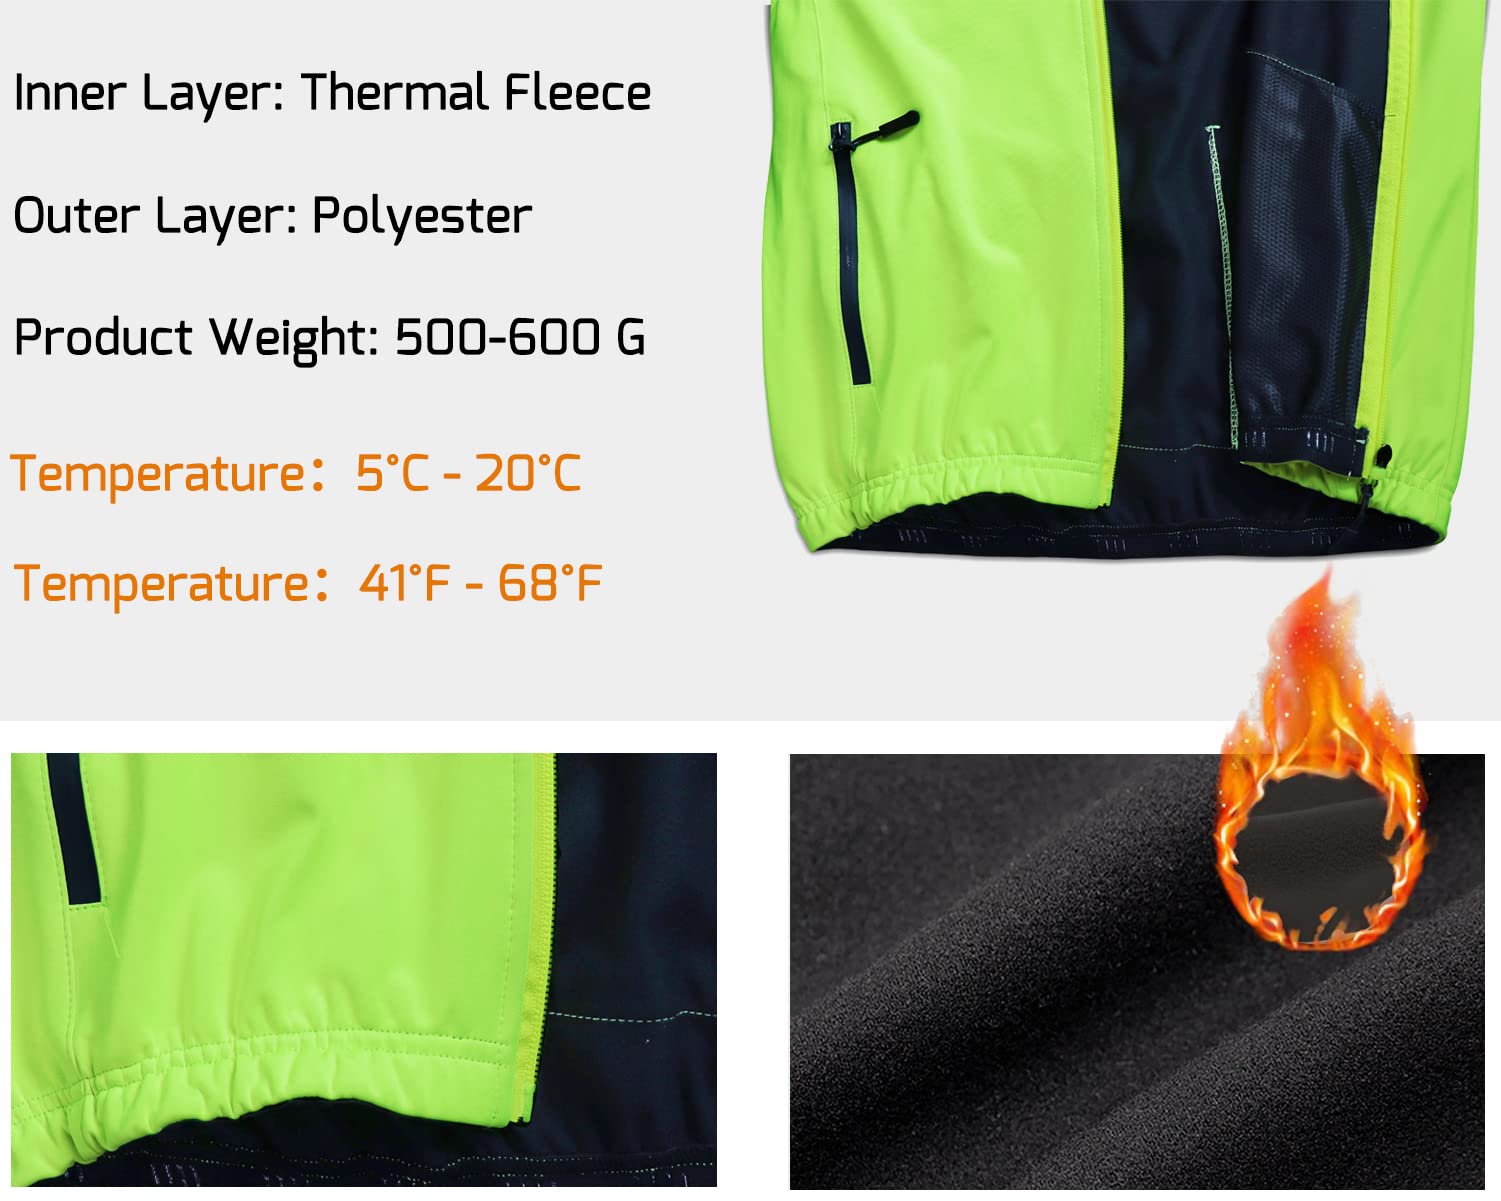 Inner Layer: Thermal Fleece
Outer Layer: Polyester
Product Weight: 500-600 G
Temperature： 5°C - 20°C
Temperature： 41°F - 68°F